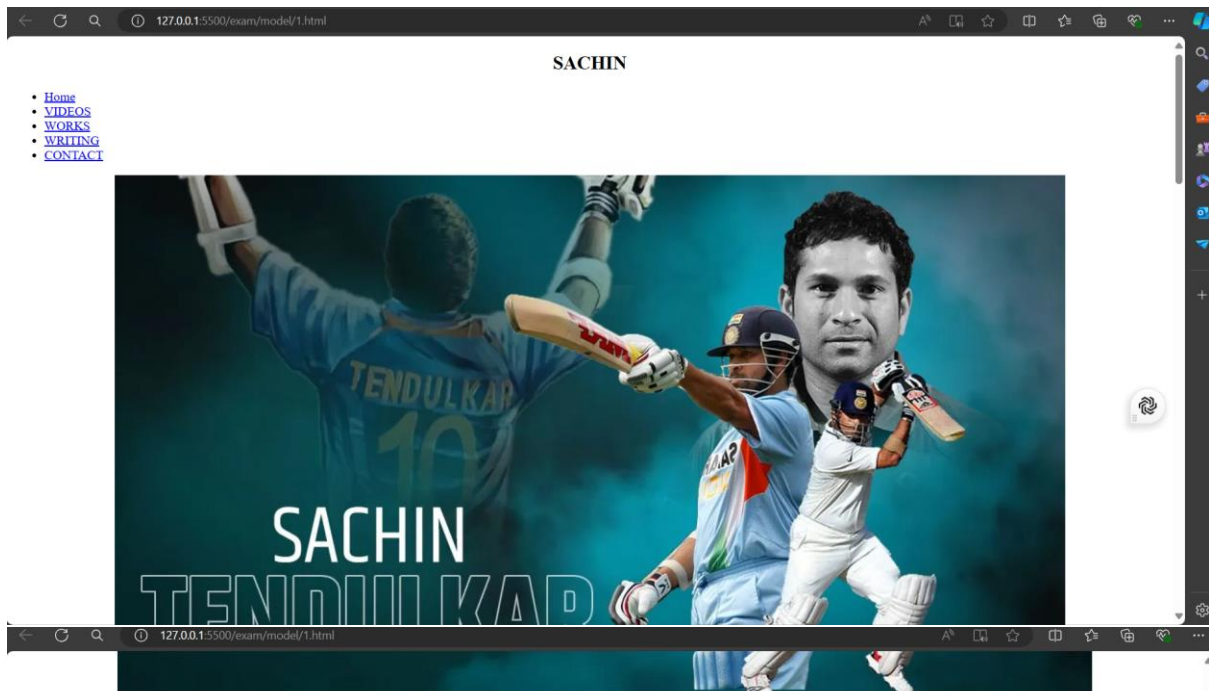 127.0.0.1:5500/exam/model/1.html
SACHIN
Home
VIDEOS
WORKS
WRITING
CONTACT
TENDULKAR
10
SACHIN
TENDULKAR
127.0.0.1:5500/exam/model/1.html